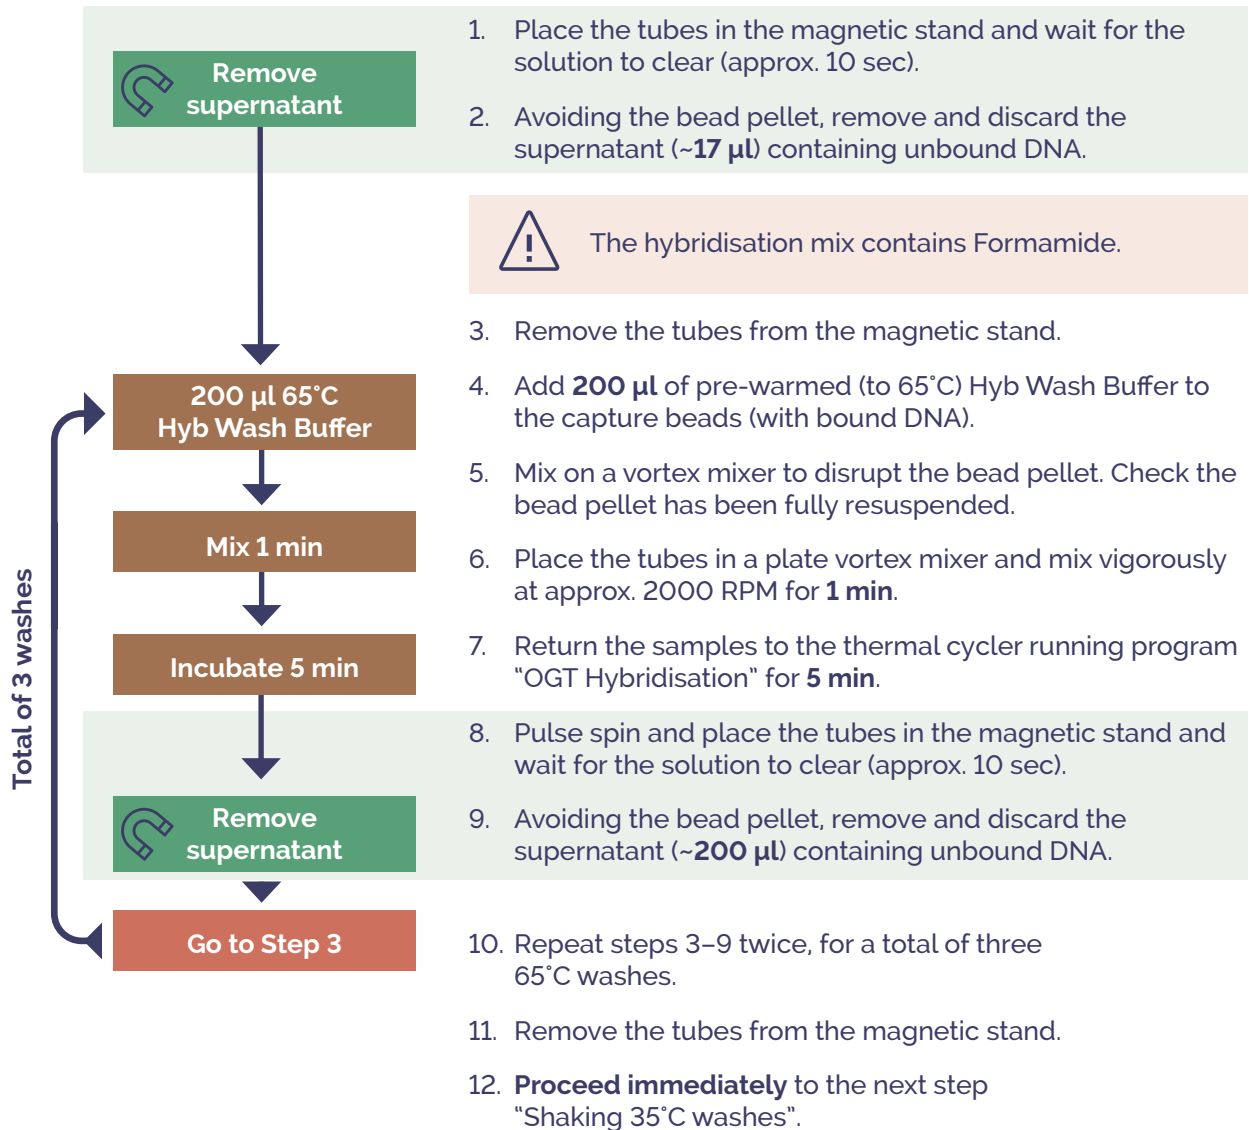 Remove
supernatant
1. Place the tubes in the magnetic stand and wait for the
solution to clear (approx. 10 sec).
2. Avoiding the bead pellet, remove and discard the
supernatant (~17 µl) containing unbound DNA.
The hybridisation mix contains Formamide.
3. Remove the tubes from the magnetic stand.
200 µl 65°C
Hyb Wash Buffer
4. Add 200 µl of pre-warmed (to 65°C) Hyb Wash Buffer to
the capture beads (with bound DNA).
5. Mix on a vortex mixer to disrupt the bead pellet. Check the
bead pellet has been fully resuspended.
Mix 1 min
6. Place the tubes in a plate vortex mixer and mix vigorously
at approx. 2000 RPM for 1 min.
Incubate 5 min
7. Return the samples to the thermal cycler running program
“OGT Hybridisation” for 5 min.
Total of 3 washes
8. Pulse spin and place the tubes in the magnetic stand and
wait for the solution to clear (approx. 10 sec).
Remove
supernatant
9. Avoiding the bead pellet, remove and discard the
supernatant (~200 µl) containing unbound DNA.
Go to Step 3
10. Repeat steps 3–9 twice, for a total of three
65°C washes.
11. Remove the tubes from the magnetic stand.
12. Proceed immediately to the next step
“Shaking 35°C washes”.